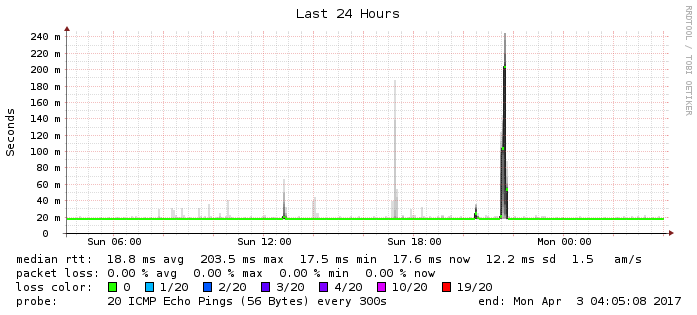 Last 24 Hours
RRDTOOL / TOBI OETIKER
Seconds
240 m
220 m
200 m
180 m
160 m
140 m
120 m
100 m
80 m
60 m
40 m
20 m
0
Sun 06:00 Sun 12:00 Sun 18:00 Mon 00:00
median rtt: 18.8 ms avg 203.5 ms max 17.5 ms min 17.6 ms now 12.2 ms sd 1.5 am/s
packet loss: 0.00 % avg 0.00 % max 0.00 % min 0.00 % now
loss color: 0 1/20 2/20 3/20 4/20 10/20 19/20
probe: 20 ICMP Echo Pings (56 Bytes) every 300s end: Mon Apr 3 04:05:08 2017